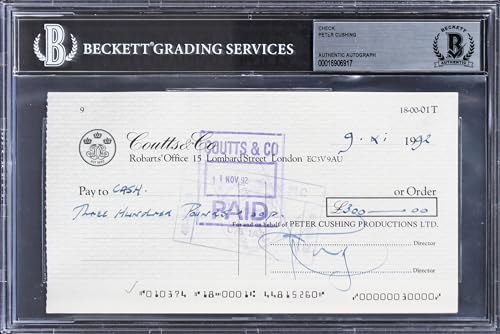 BECKETT® GRADING SERVICES
CHECK
PETER CUSHING
AUTHENTIC AUTOGRAPH
00016906917
BECKETT
AUTHENTIC
9
18-00-01 T
Coutts & Co
9. xi 1992
Robarts' Office 15 Lombard Street London EC3V 9AU
COUTTS & CO
11 NOV 92
PAID
Pay to CASH.
or Order
Three Hundred Pounds
£300 —— 00
For and on behalf of PETER CUSHING PRODUCTIONS LTD.
Director
Director
"010374 "18"0001: 44815260" "0000030000"